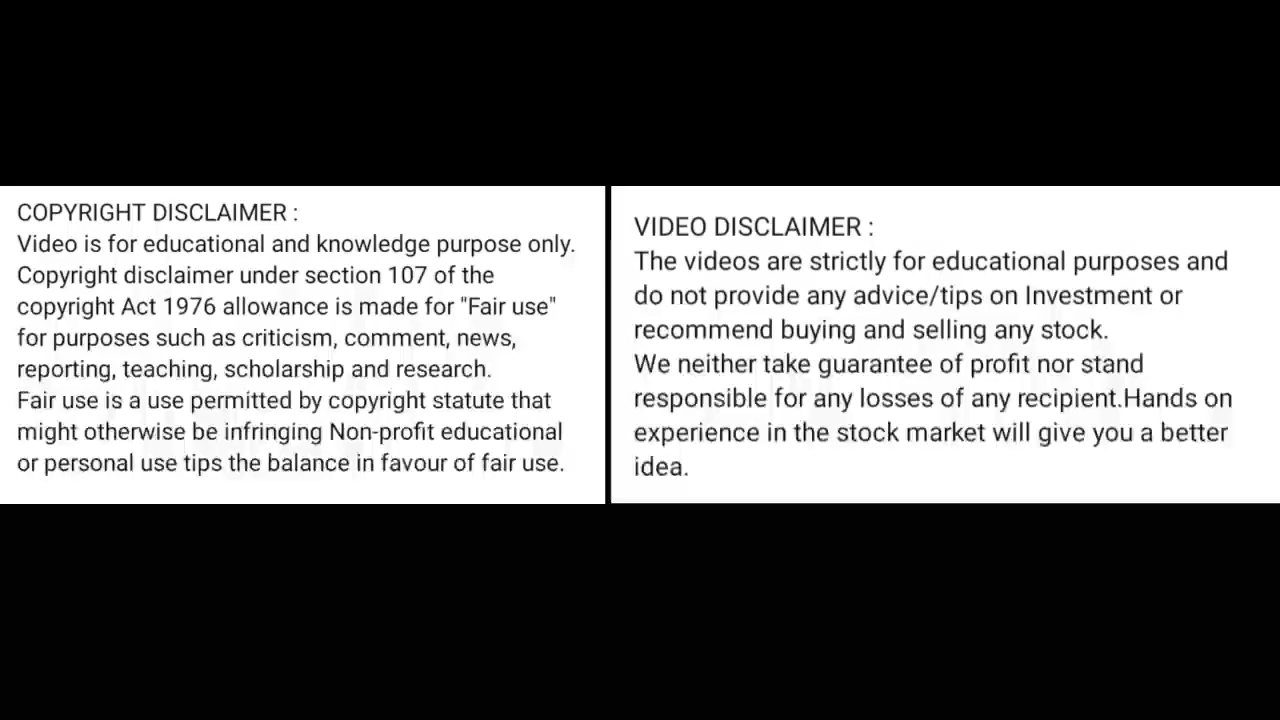 COPYRIGHT DISCLAIMER :
Video is for educational and knowledge purpose only.
Copyright disclaimer under section 107 of the
copyright Act 1976 allowance is made for "Fair use"
for purposes such as criticism, comment, news,
reporting, teaching, scholarship and research.
Fair use is a use permitted by copyright statute that
might otherwise be infringing Non-profit educational
or personal use tips the balance in favour of fair use.
VIDEO DISCLAIMER :
The videos are strictly for educational purposes and
do not provide any advice/tips on Investment or
recommend buying and selling any stock.
We neither take guarantee of profit nor stand
responsible for any losses of any recipient.Hands on
experience in the stock market will give you a better
idea.